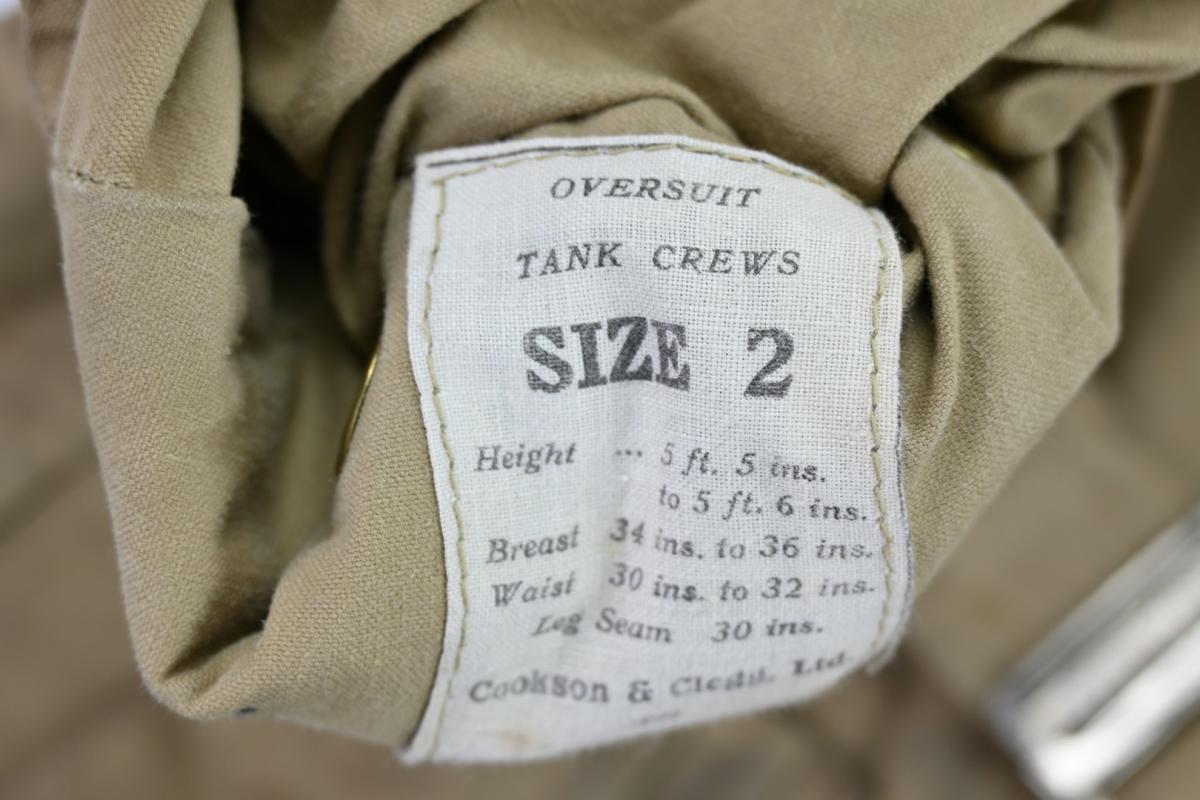 OVERSUIT
TANK CREWS
SIZE 2
Height ... 5 ft. 5 ins.
to 5 ft. 6 ins.
Breast 34 ins. to 36 ins.
Waist 30 ins. to 32 ins.
Leg Seam 30 ins.
Cookson & Ltd.